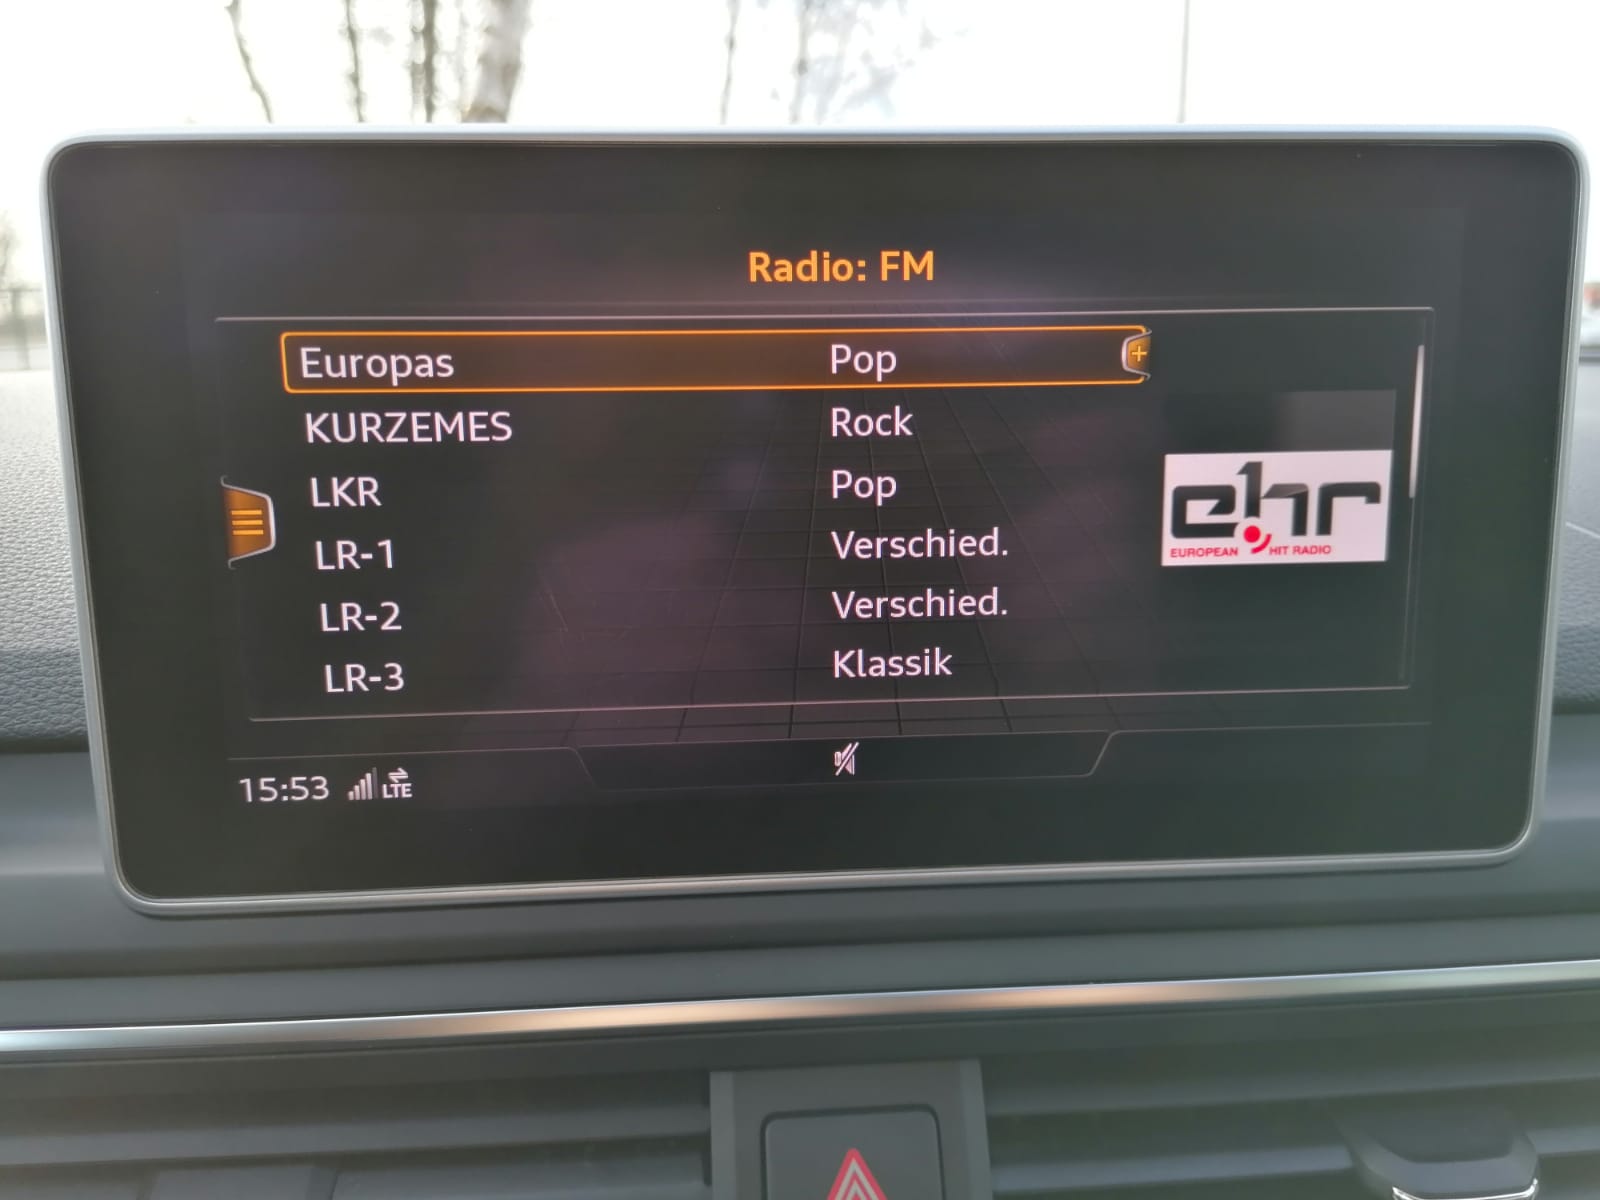 Radio: FM
Europas Pop
KURZEMES Rock
LKR Pop
LR-1 Verschied.
LR-2 Verschied.
LR-3 Klassik
ehr
EUROPEAN HIT RADIO
15:53 LTE